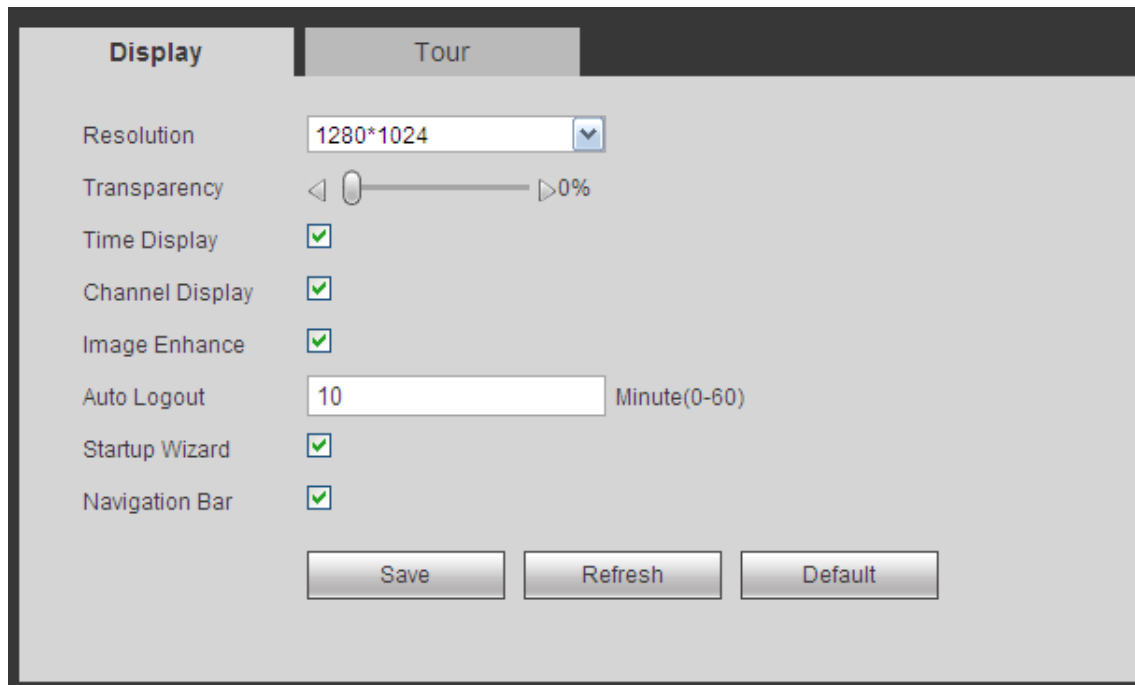 Display Tour
Resolution 1280*1024
Transparency 0%
Time Display
Channel Display
Image Enhance
Auto Logout 10 Minute(0-60)
Startup Wizard
Navigation Bar
Save Refresh Default